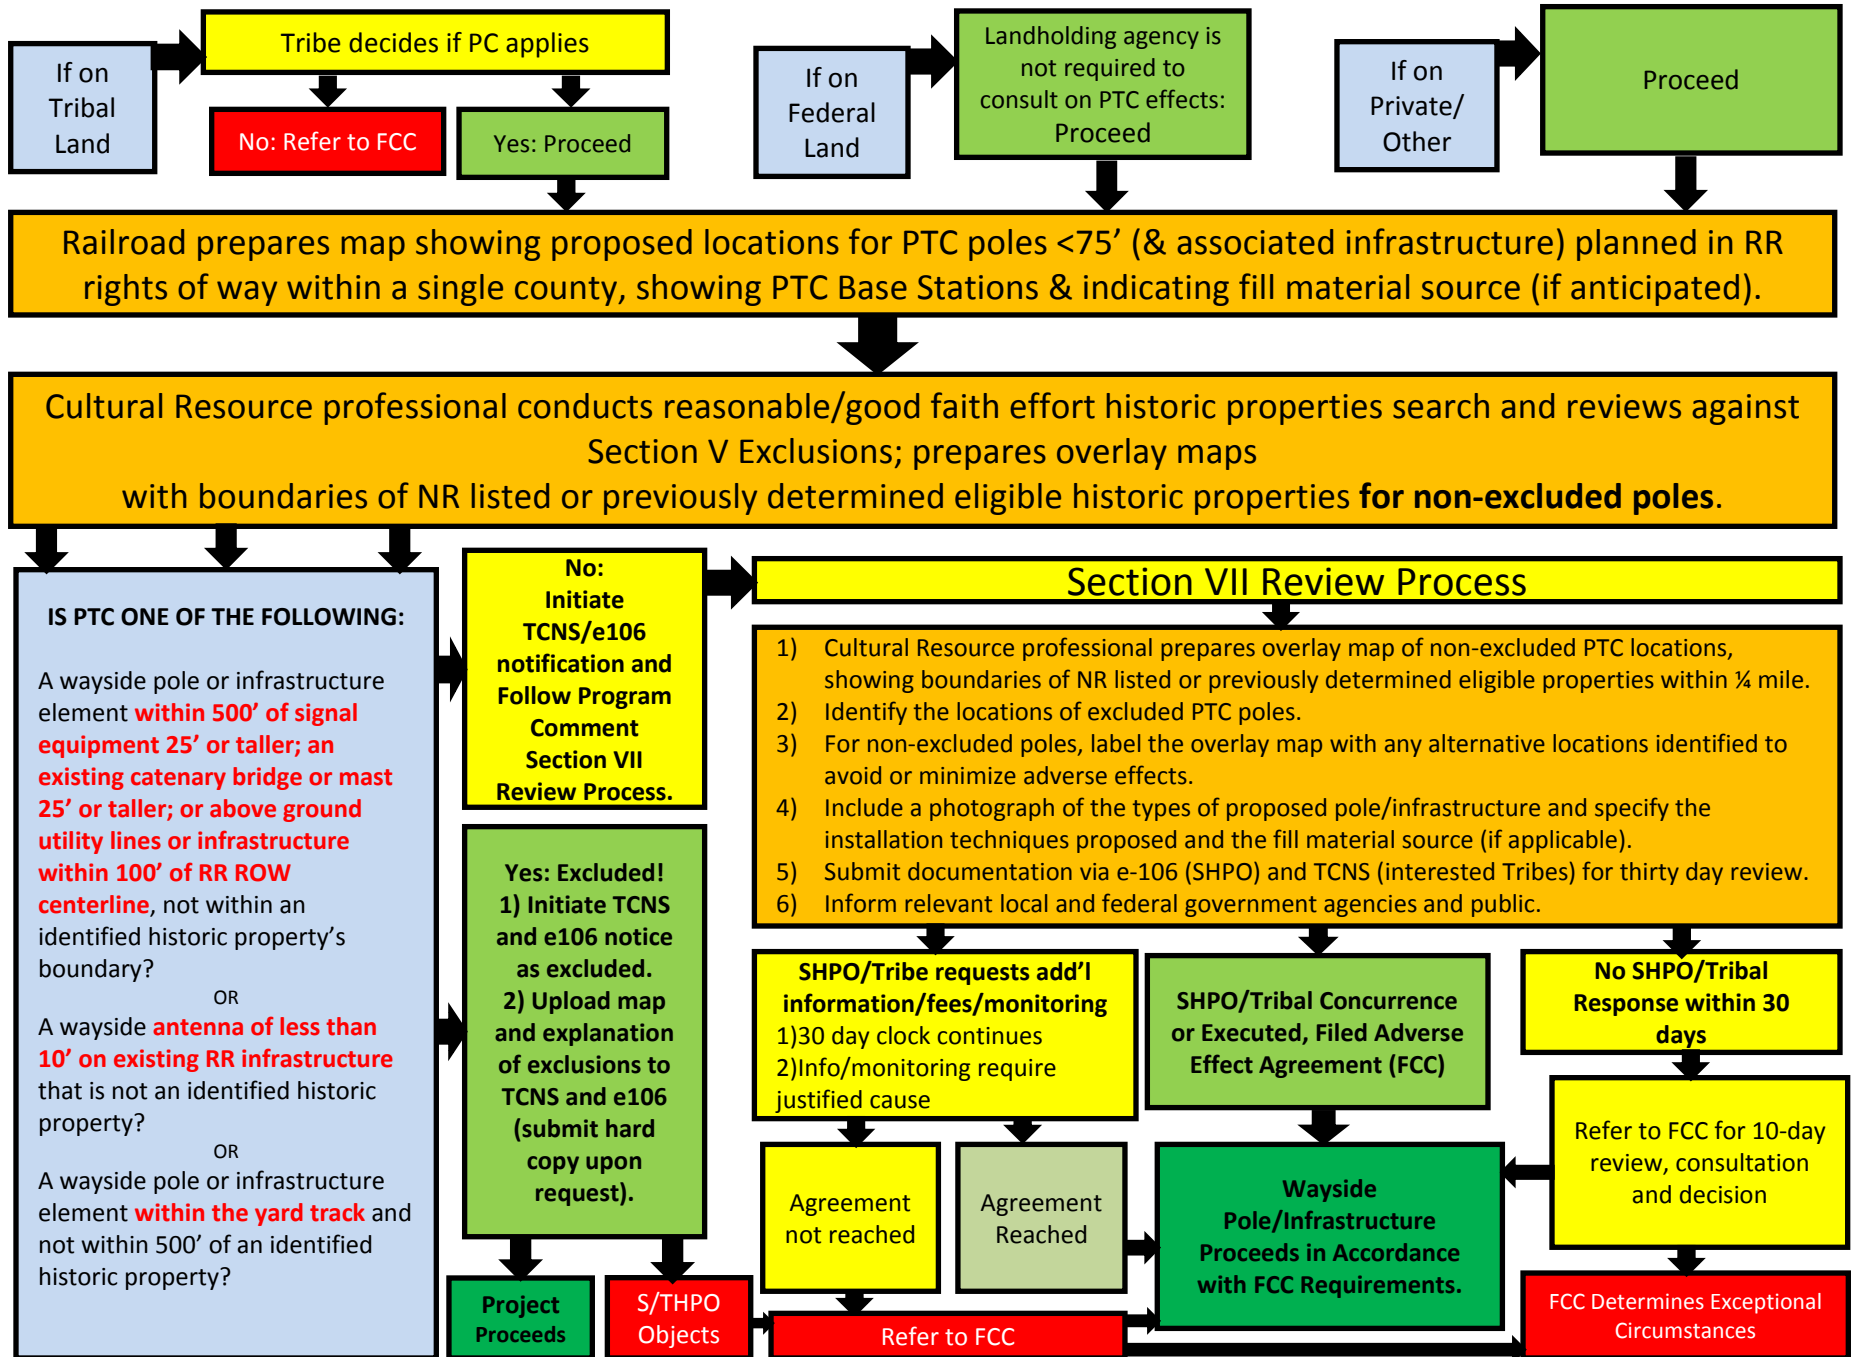 If on
Tribal
Land
Tribe decides if PC applies
No: Refer to FCC
Yes: Proceed
If on
Federal
Land
Landholding agency is
not required to
consult on PTC effects:
Proceed
If on
Private/
Other
Proceed
Railroad prepares map showing proposed locations for PTC poles <75’ (& associated infrastructure) planned in RR
rights of way within a single county, showing PTC Base Stations & indicating fill material source (if anticipated).
Cultural Resource professional conducts reasonable/good faith effort historic properties search and reviews against
Section V Exclusions; prepares overlay maps
with boundaries of NR listed or previously determined eligible historic properties for non-excluded poles.
IS PTC ONE OF THE FOLLOWING:
A wayside pole or infrastructure
element within 500’ of signal
equipment 25’ or taller; an
existing catenary bridge or mast
25’ or taller; or above ground
utility lines or infrastructure
within 100’ of RR ROW
centerline, not within an
identified historic property’s
boundary?
OR
A wayside antenna of less than
10’ on existing RR infrastructure
that is not an identified historic
property?
OR
A wayside pole or infrastructure
element within the yard track and
not within 500’ of an identified
historic property?
No:
Initiate
TCNS/e106
notification and
Follow Program
Comment
Section VII
Review Process.
Yes: Excluded!
1) Initiate TCNS
and e106 notice
as excluded.
2) Upload map
and explanation
of exclusions to
TCNS and e106
(submit hard
copy upon
request).
Project
Proceeds
S/THPO
Objects
Section VII Review Process
1) Cultural Resource professional prepares overlay map of non-excluded PTC locations,
showing boundaries of NR listed or previously determined eligible properties within ¼ mile.
2) Identify the locations of excluded PTC poles.
3) For non-excluded poles, label the overlay map with any alternative locations identified to
avoid or minimize adverse effects.
4) Include a photograph of the types of proposed pole/infrastructure and specify the
installation techniques proposed and the fill material source (if applicable).
5) Submit documentation via e-106 (SHPO) and TCNS (interested Tribes) for thirty day review.
6) Inform relevant local and federal government agencies and public.
SHPO/Tribe requests add’l
information/fees/monitoring
1)30 day clock continues
2)Info/monitoring require
justified cause
Agreement
not reached
Agreement
Reached
Refer to FCC
SHPO/Tribal Concurrence
or Executed, Filed Adverse
Effect Agreement (FCC)
Wayside
Pole/Infrastructure
Proceeds in Accordance
with FCC Requirements.
No SHPO/Tribal
Response within 30
days
Refer to FCC for 10-day
review, consultation
and decision
FCC Determines Exceptional
Circumstances